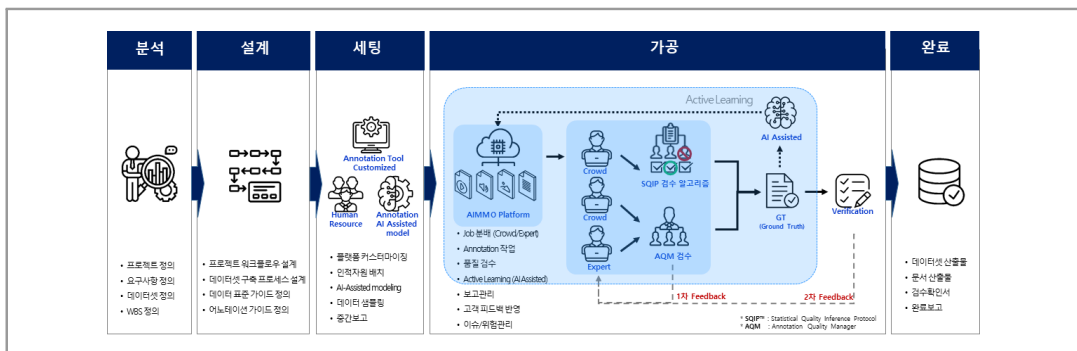 분석
설계
세팅
가공
완료
Annotation Tool
Customized
Human
Resource
Annotation
AI Assisted
model
Active Learning
AI Assisted
AIMMO Platform
Crowd
Crowd
Expert
SQIP 검수 알고리즘
AQM 검수
GT
(Ground Truth)
Verification
• 프로젝트 정의
• 요구사항 정의
• 데이터셋 정의
• WBS 정의
• 프로젝트 워크플로우 설계
• 데이터셋 구축 프로세스 설계
• 데이터 표준 가이드 정의
• 어노테이션 가이드 정의
• 플랫폼 커스터마이징
• 인적자원 배치
• AI-Assisted modeling
• 데이터 샘플링
• 중간보고
• Job 분배 (Crowd/Expert)
• Annotation 작업
• 품질 검수
• Active Learning (AI Assisted)
• 보고관리
• 고객 피드백 반영
• 이슈/위험관리
1차 Feedback
2차 Feedback
* SQIP™ : Statistical Quality Inference Protocol
* AQM : Annotation Quality Manager
• 데이터셋 산출물
• 문서 산출물
• 검수확인서
• 완료보고